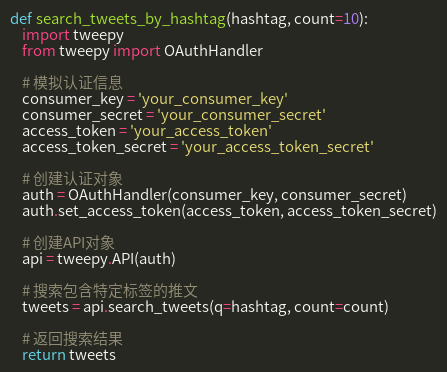 def search_tweets_by_hashtag(hashtag, count=10):
import tweepy
from tweepy import OAuthHandler
# 模拟认证信息
consumer_key = 'your_consumer_key'
consumer_secret = 'your_consumer_secret'
access_token = 'your_access_token'
access_token_secret = 'your_access_token_secret'
# 创建认证对象
auth = OAuthHandler(consumer_key, consumer_secret)
auth.set_access_token(access_token, access_token_secret)
# 创建API对象
api = tweepy.API(auth)
# 搜索包含特定标签的推文
tweets = api.search_tweets(q=hashtag, count=count)
# 返回搜索结果
return tweets